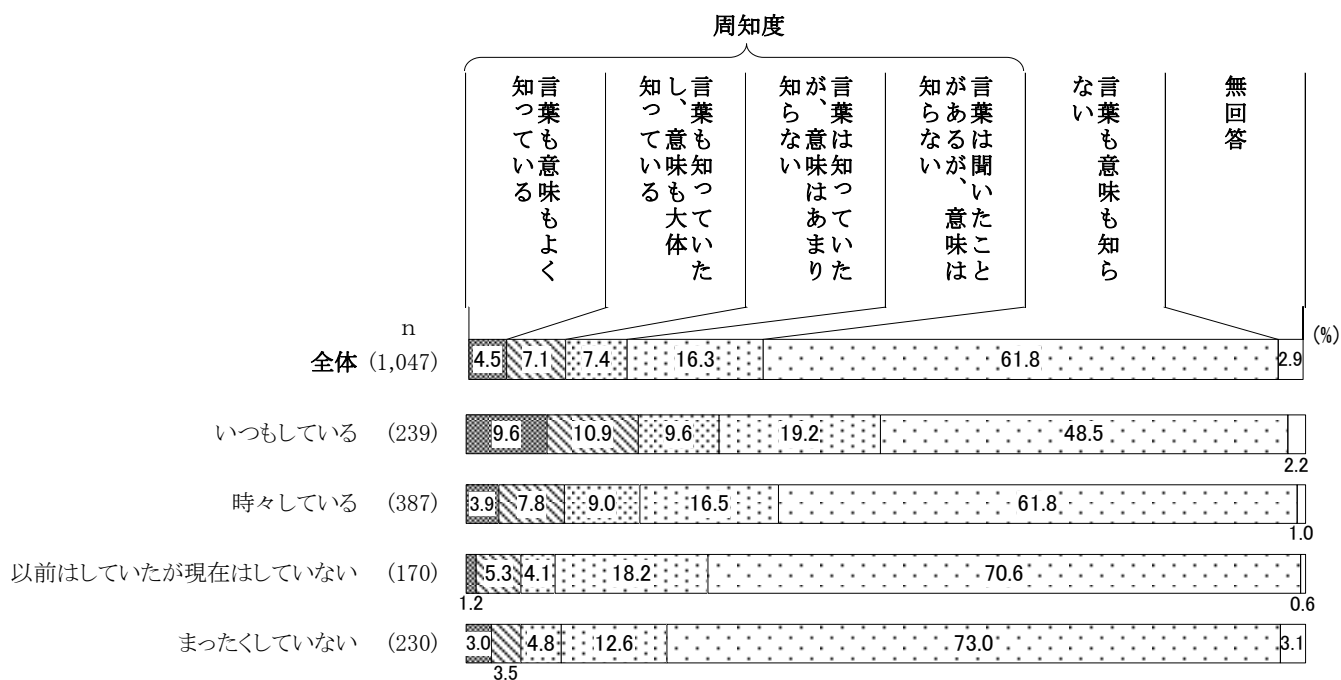 周知度
言葉も意味もよく
知っている
言葉も知っていた
し、意味も大体
知っている
言葉は知っていた
が、意味はあまり
知らない
言葉は聞いたこと
があるが、意味は
知らない
言葉も意味も知ら
ない
無回答
n
(%)
全体 (1,047) 4.5 7.1 7.4 16.3 61.8 2.9
いつもしている (239) 9.6 10.9 9.6 19.2 48.5
2.2
時々している (387) 3.9 7.8 9.0 16.5 61.8
1.0
以前はしていたが現在はしていない (170) 5.3 4.1 18.2 70.6
1.2 0.6
まったくしていない (230) 3.0 4.8 12.6 73.0 3.1
3.5